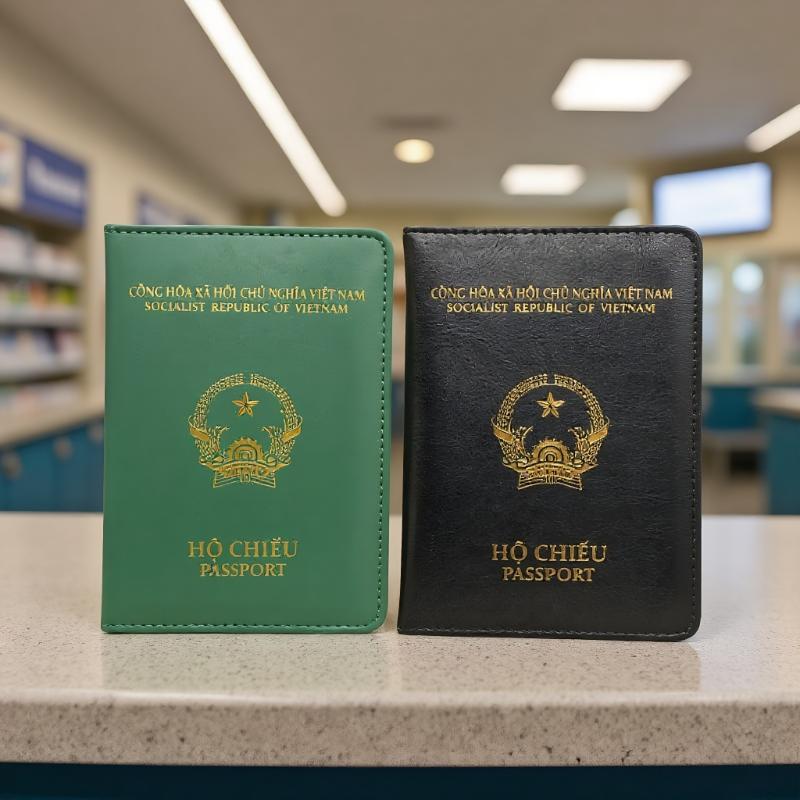 CỘNG HÒA XÃ HỘI CHỦ NGHĨA VIỆT NAM
SOCIALIST REPUBLIC OF VIETNAM
HỘ CHIẾU
PASSPORT
CỘNG HÒA XÃ HỘI CHỦ NGHĨA VIỆT NAM
SOCIALIST REPUBLIC OF VIETNAM
HỘ CHIẾU
PASSPORT